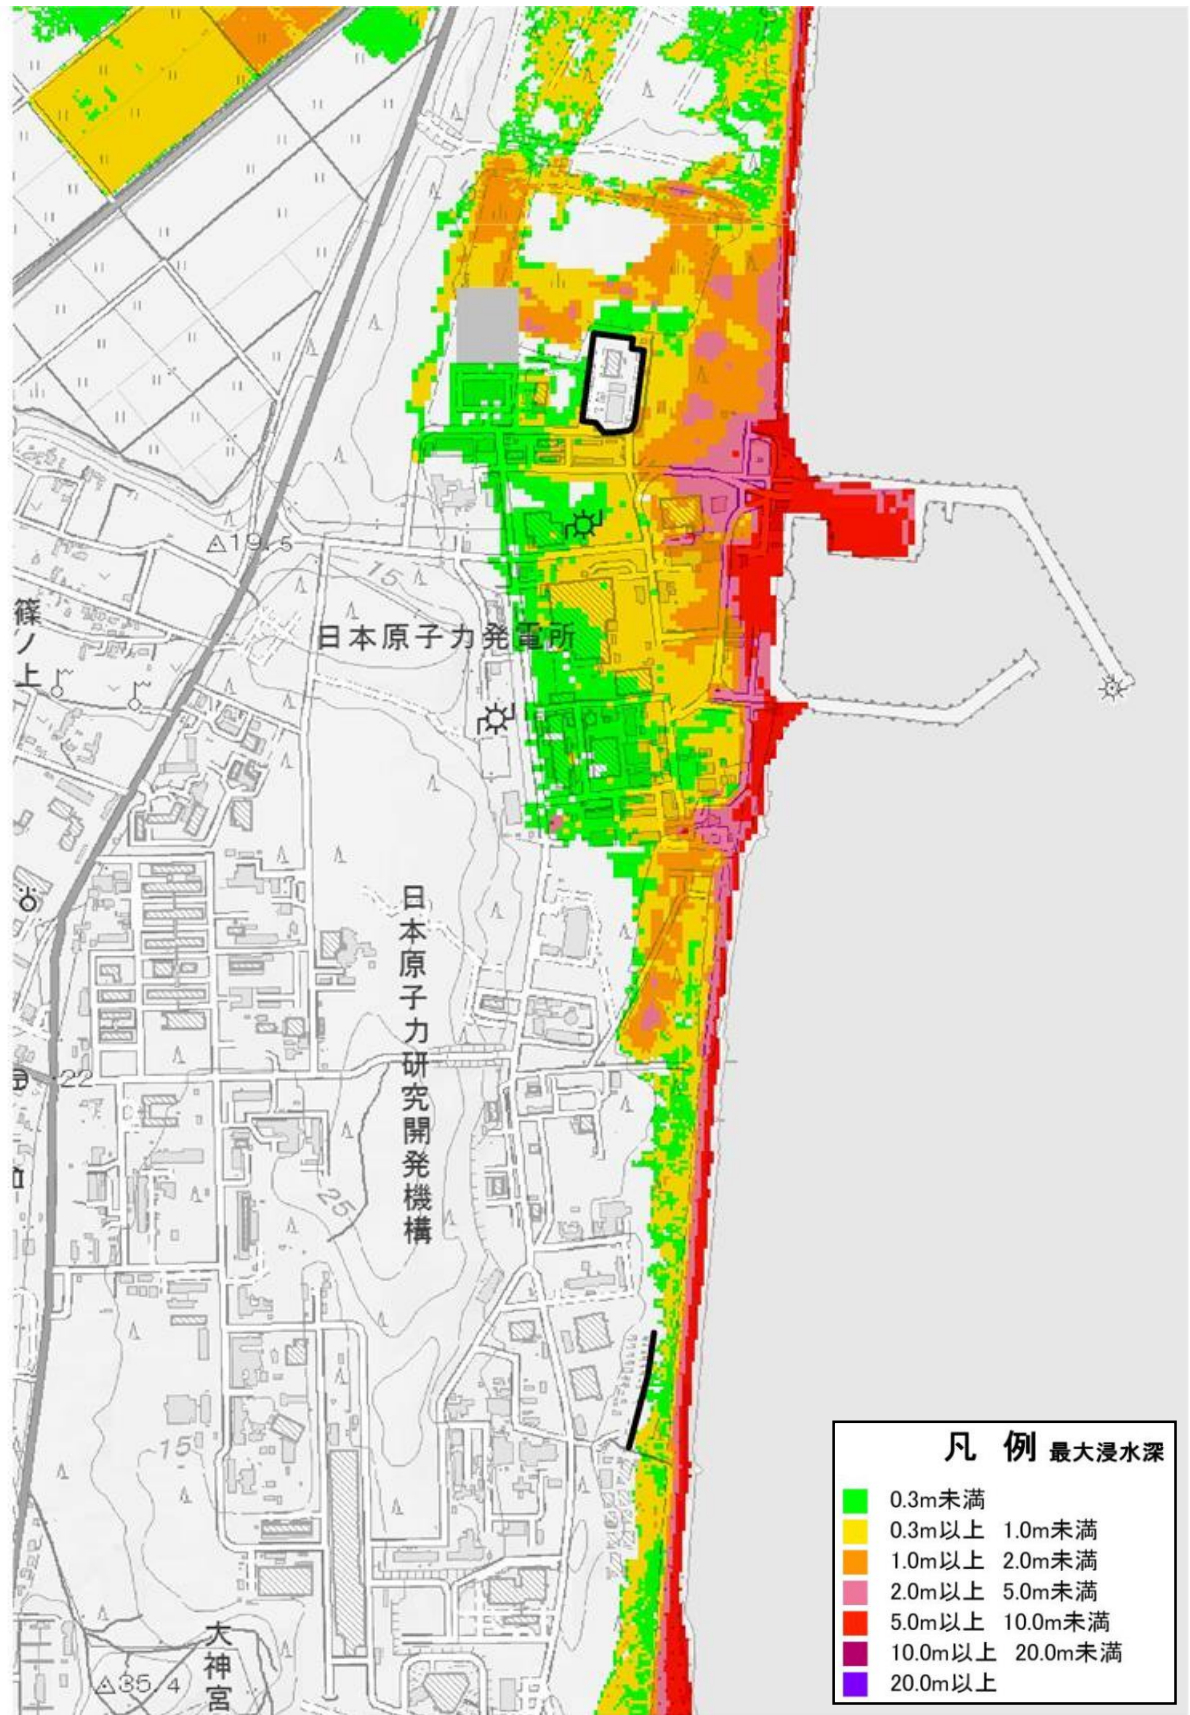 19.5
15
篠ノ上
日本原子力発電所
日本原子力研究開発機構
22
25
15
大神宮
35.4
凡 例 最大浸水深
0.3m未満
0.3m以上 1.0m未満
1.0m以上 2.0m未満
2.0m以上 5.0m未満
5.0m以上 10.0m未満
10.0m以上 20.0m未満
20.0m以上